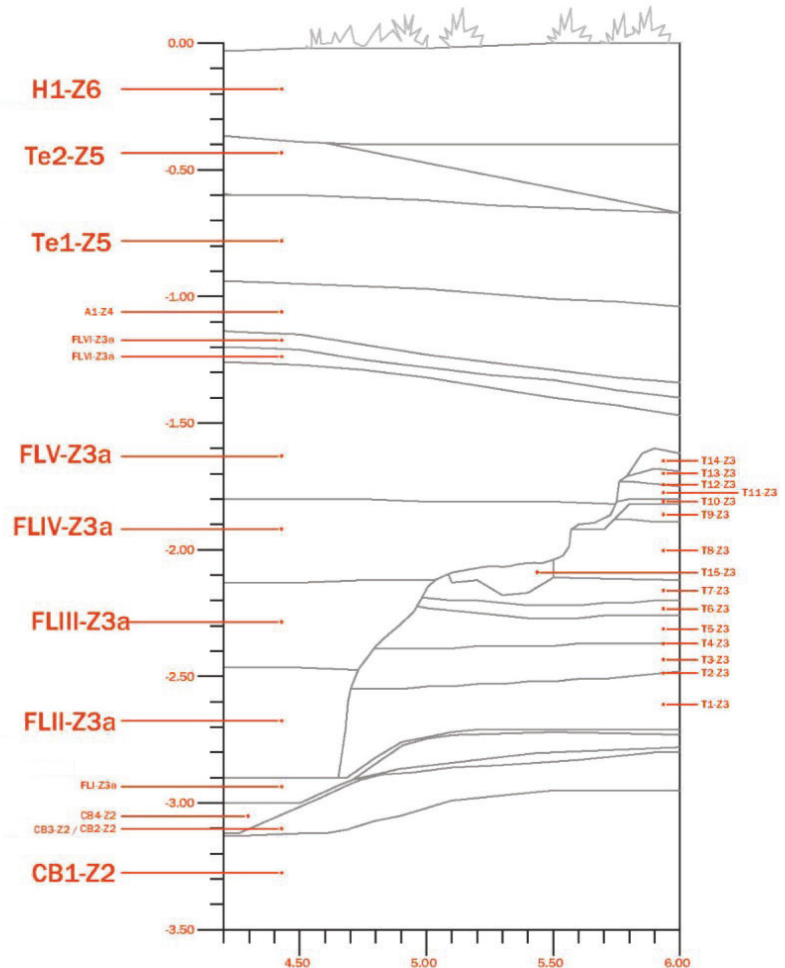 0.00
H1-Z6
Te2-Z5
-0.50
Te1-Z5
-1.00
A1-Z4
FLVI-Z3a
FLVI-Z3a
-1.50
FLV-Z3a
T14-Z3
T13-Z3
T12-Z3
T11-Z3
T10-Z3
T9-Z3
FLIV-Z3a
-2.00
T8-Z3
T15-Z3
T7-Z3
T6-Z3
FLIII-Z3a
T5-Z3
T4-Z3
T3-Z3
-2.50
T2-Z3
T1-Z3
FLII-Z3a
FLI-Z3a
-3.00
CB4-Z2
CB3-Z2 / CB2-Z2
CB1-Z2
-3.50
4.50 5.00 5.50 6.00